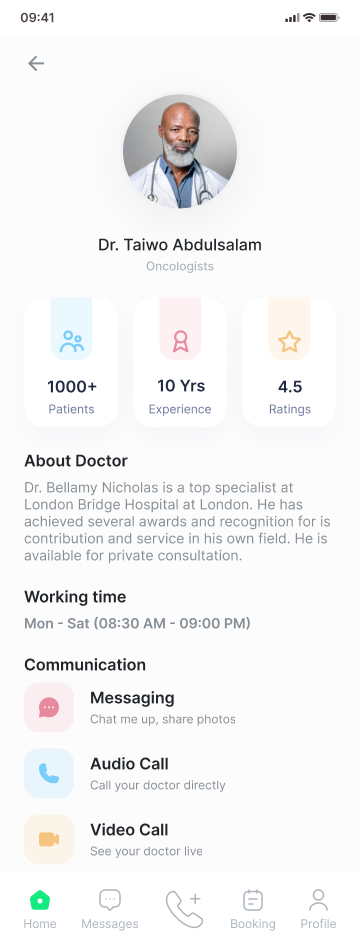 09:41
Dr. Taiwo Abdulsalam
Oncologists
1000+ 10 Yrs 4.5
Patients Experience Ratings
About Doctor
Dr. Bellamy Nicholas is a top specialist at
London Bridge Hospital at London. He has
achieved several awards and recognition for is
contribution and service in his own field. He is
available for private consultation.
Working time
Mon - Sat (08:30 AM - 09:00 PM)
Communication
Messaging
Chat me up, share photos
Audio Call
Call your doctor directly
Video Call
See your doctor live
Home Messages Booking Profile